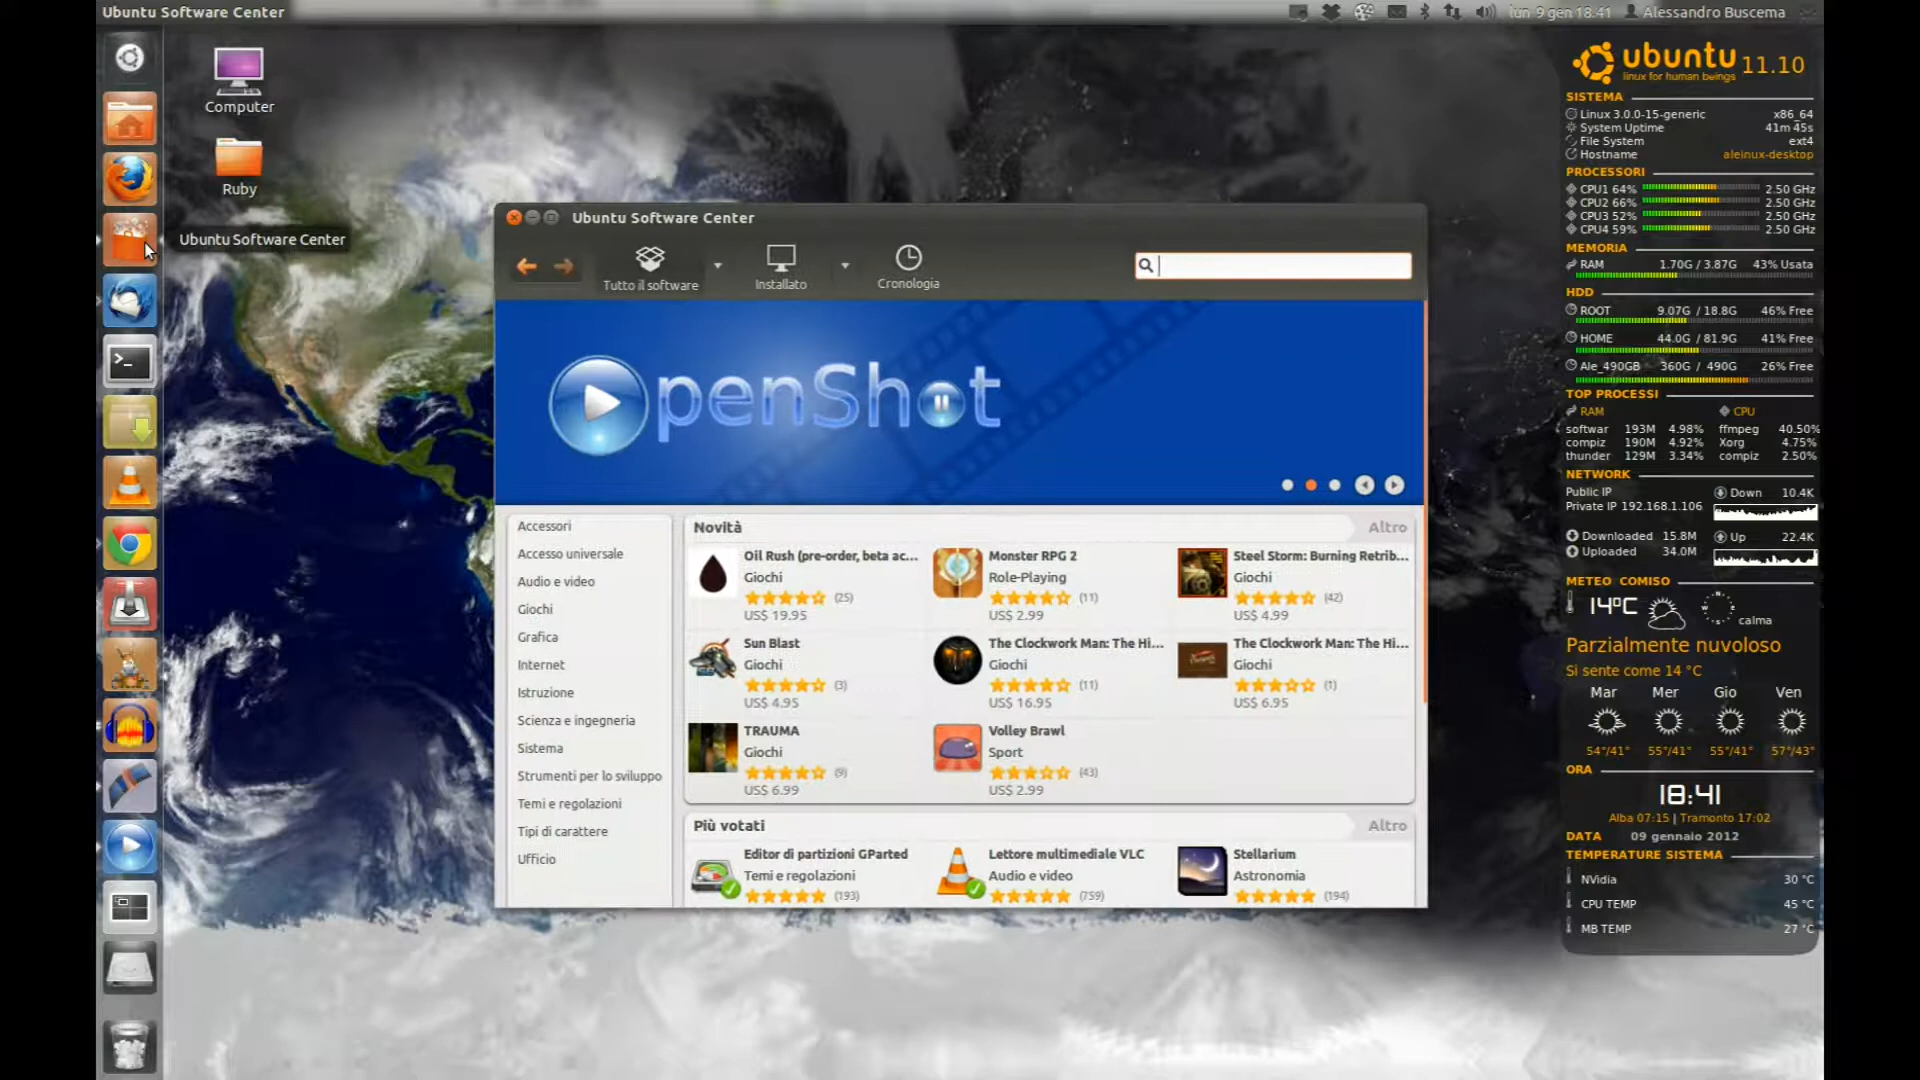 Ubuntu Software Center
lun 9 gen 18.41 Alessandro Buscema
Computer
Ruby
Ubuntu Software Center
Ubuntu Software Center
Tutto il software
Installato
Cronologia
OpenShot
Accessori
Accesso universale
Audio e video
Giochi
Grafica
Internet
Istruzione
Scienza e ingegneria
Sistema
Strumenti per lo sviluppo
Temi e regolazioni
Tipi di carattere
Ufficio
Novità Altro
Oil Rush (pre-order, beta ac...
Giochi
(25)
US$ 19.95
Monster RPG 2
Role-Playing
(11)
US$ 2.99
Steel Storm: Burning Retrib...
Giochi
(42)
US$ 4.99
Sun Blast
Giochi
(3)
US$ 4.95
The Clockwork Man: The Hi...
Giochi
(11)
US$ 16.95
The Clockwork Man: The Hi...
Giochi
(1)
US$ 6.95
TRAUMA
Giochi
(9)
US$ 6.99
Volley Brawl
Sport
(43)
US$ 2.99
Più votati Altro
Editor di partizioni GParted
Temi e regolazioni
(193)
Lettore multimediale VLC
Audio e video
(759)
Stellarium
Astronomia
(194)
ubuntu 11.10
linux for human beings
SISTEMA
Linux 3.0.0-15-generic x86_64
System Uptime 41m 45s
File System ext4
Hostname aleinux-desktop
PROCESSORI
CPU1 64% 2.50 GHz
CPU2 66% 2.50 GHz
CPU3 52% 2.50 GHz
CPU4 59% 2.50 GHz
MEMORIA
RAM 1.70G / 3.87G 43% Usata
HDD
ROOT 9.07G / 18.8G 46% Free
HOME 44.0G / 81.9G 41% Free
Ale_490GB 360G / 490G 26% Free
TOP PROCESSI
RAM CPU
softwar 193M 4.98% ffmpeg 40.50%
compiz 190M 4.92% Xorg 4.75%
thunder 129M 3.34% compiz 2.50%
NETWORK
Public IP Down 10.4K
Private IP 192.168.1.106
Downloaded 15.8M Up 22.4K
Uploaded 34.0M
METEO COMISO
14°C N calma
Parzialmente nuvoloso
Si sente come 14 °C
Mar Mer Gio Ven
54°/41° 55°/41° 55°/41° 57°/43°
ORA
18:41
Alba 07:15 | Tramonto 17:02
DATA 09 gennaio 2012
TEMPERATURE SISTEMA
NVidia 30 °C
CPU TEMP 45 °C
MB TEMP 27 °C